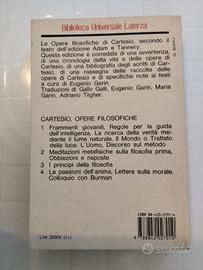 Biblioteca Universale Laterza
Le Opere filosofiche di Cartesio, secondo il
testo dell'edizione Adam e Tannery.
Questa edizione è corredata di una avvertenza,
di una cronologia della vita e delle opere di
Cartesio, di una bibliografia degli scritti di Car-
tesio, di una rassegna delle raccolte delle
opere di Cartesio e di specifiche note ai testi
a cura di Eugenio Garin.
Traduzioni di Gallo Galli, Eugenio Garin, Maria
Garin, Adriano Tilgher.
CARTESIO, OPERE FILOSOFICHE
1 Frammenti giovanili, Regole per la guida
dell'intelligenza, La ricerca della verità me-
diante il lume naturale, Il Mondo o Trattato
della luce, L'Uomo, Discorso sul metodo
2 Meditazioni metafisiche sulla filosofia prima,
Obbiezioni e risposte
3 I principi della filosofia
4 Le passioni dell'anima, Lettere sulla morale,
Colloquio con Burman
Lire 30000 (i.i.)